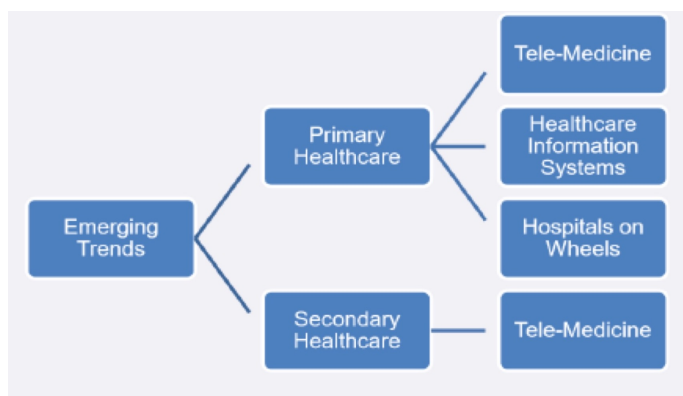 Tele-Medicine
Primary
Healthcare
Healthcare
Information
Systems
Emerging
Trends
Hospitals on
Wheels
Secondary
Healthcare
Tele-Medicine